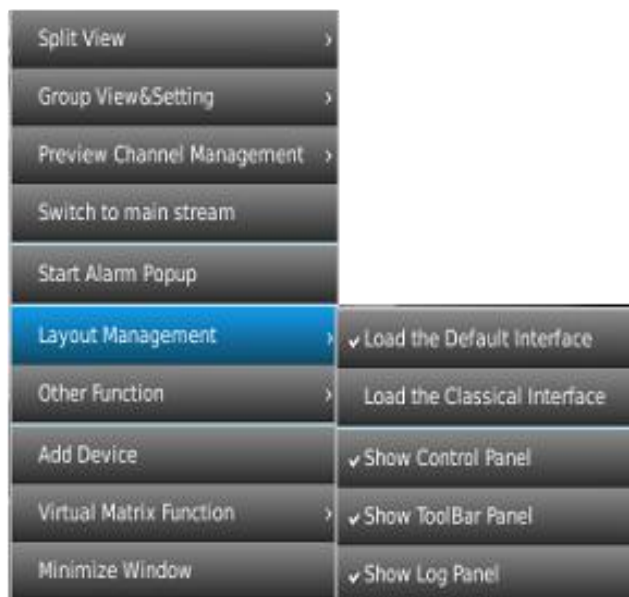 Split View
Group View&Setting
Preview Channel Management
Switch to main stream
Start Alarm Popup
Layout Management
Load the Default Interface
Other Function
Load the Classical Interface
Add Device
Show Control Panel
Virtual Matrix Function
Show ToolBar Panel
Minimize Window
Show Log Panel